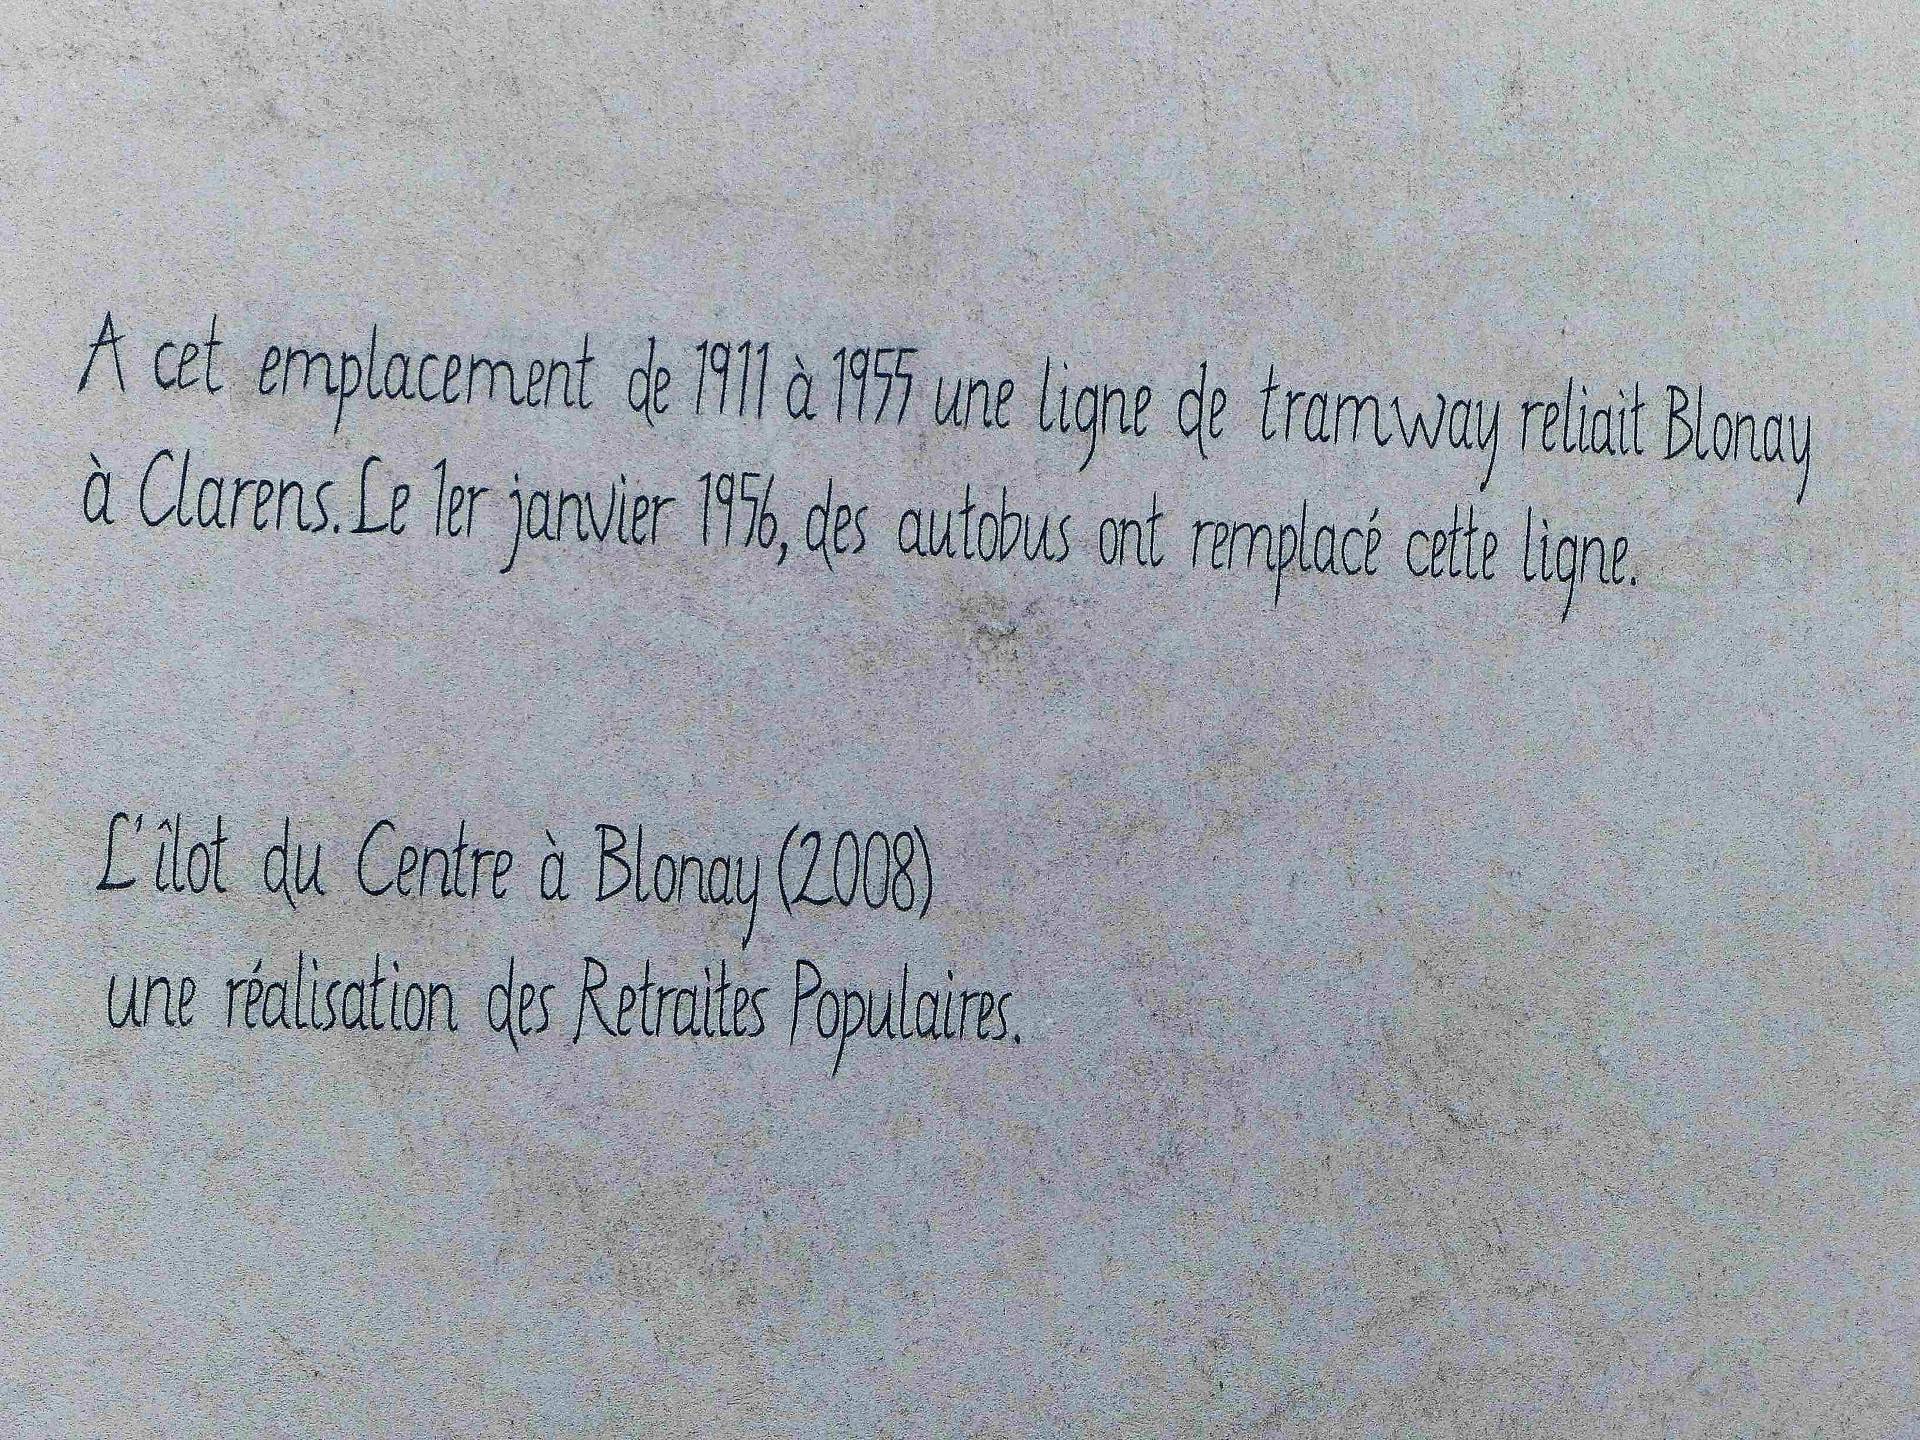 A cet emplacement de 1911 à 1955 une ligne de tramway reliait Blonay
à Clarens. Le 1er janvier 1956, des autobus ont remplacé cette ligne.
L'îlot du Centre à Blonay (2008)
une réalisation des Retraites Populaires.